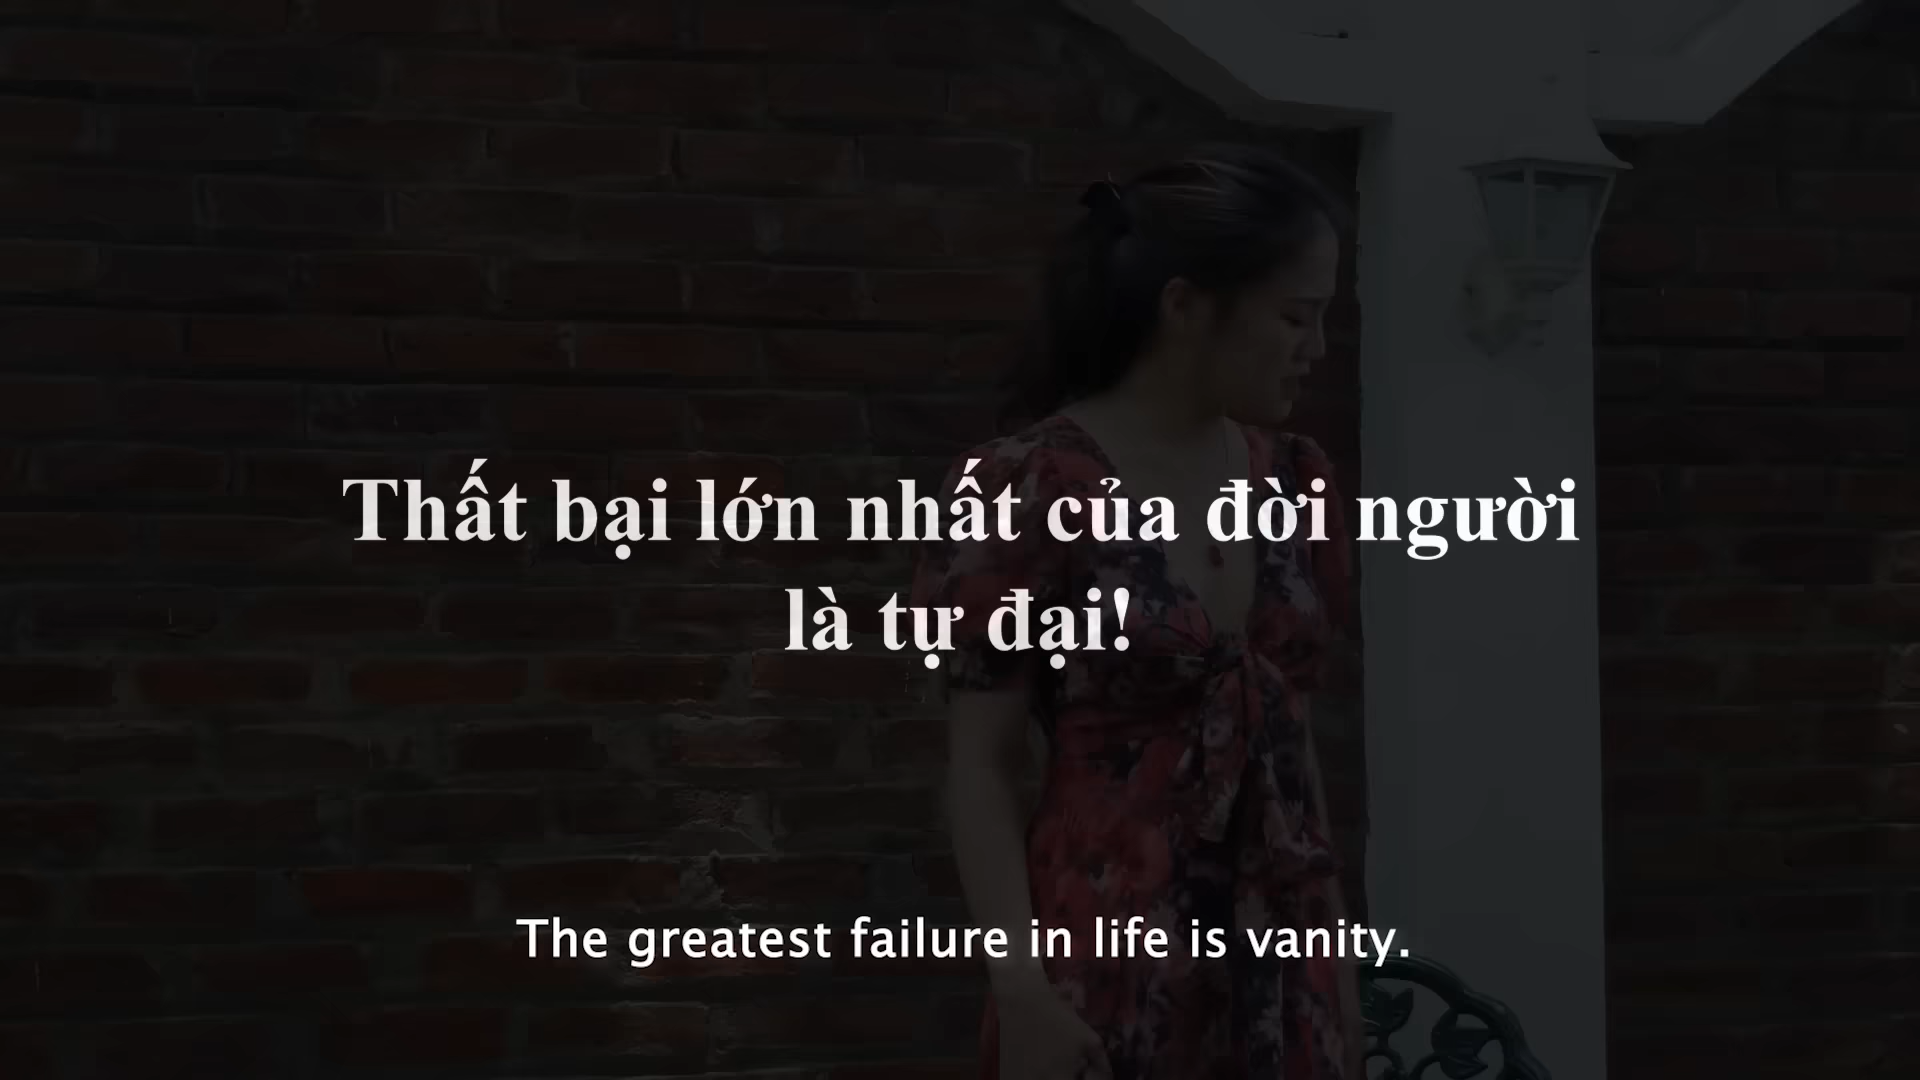 Thất bại lớn nhất của đời người
là tự đại!
The greatest failure in life is vanity.